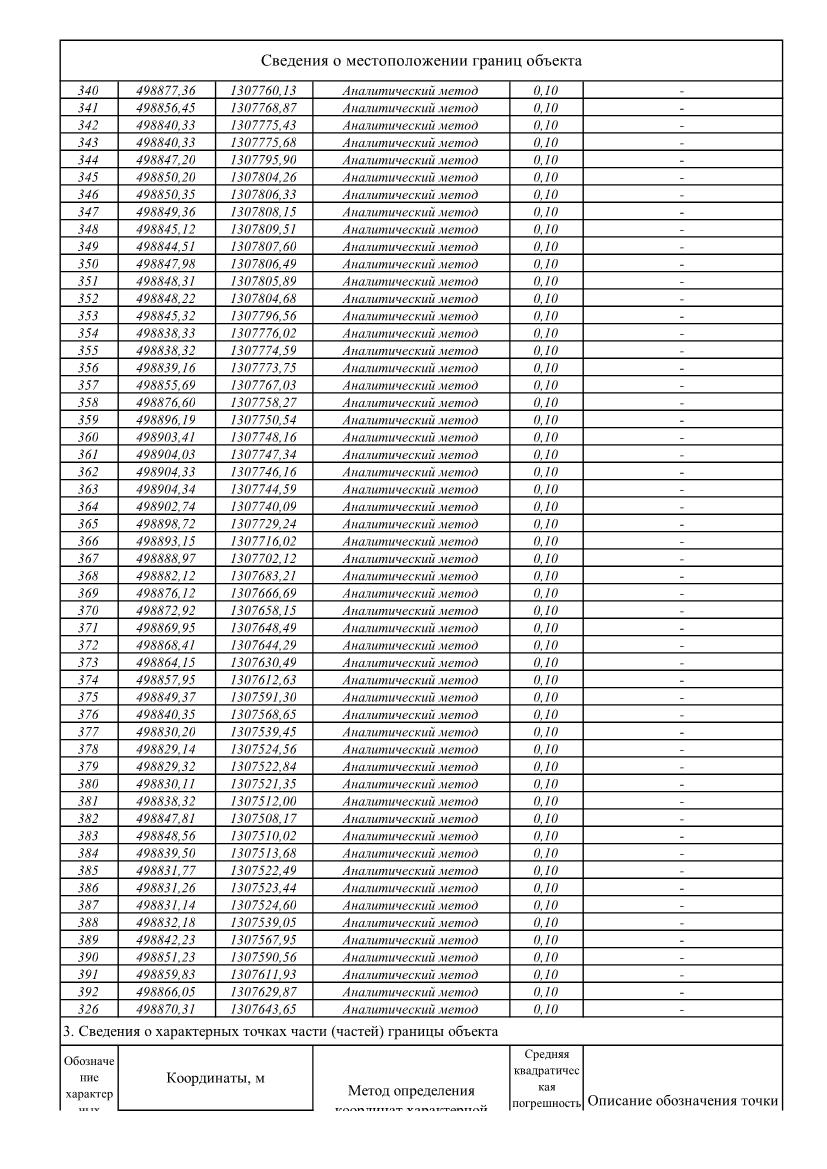 Сведения о местоположении границ объекта
340 498877,36 1307760,13 Аналитический метод 0,10 -
341 498856,45 1307768,87 Аналитический метод 0,10 -
342 498840,33 1307775,43 Аналитический метод 0,10 -
343 498840,33 1307775,68 Аналитический метод 0,10 -
344 498847,20 1307795,90 Аналитический метод 0,10 -
345 498850,20 1307804,26 Аналитический метод 0,10 -
346 498850,35 1307806,33 Аналитический метод 0,10 -
347 498849,36 1307808,15 Аналитический метод 0,10 -
348 498845,12 1307809,51 Аналитический метод 0,10 -
349 498844,51 1307807,60 Аналитический метод 0,10 -
350 498847,98 1307806,49 Аналитический метод 0,10 -
351 498848,31 1307805,89 Аналитический метод 0,10 -
352 498848,22 1307804,68 Аналитический метод 0,10 -
353 498845,32 1307796,56 Аналитический метод 0,10 -
354 498838,33 1307776,02 Аналитический метод 0,10 -
355 498838,32 1307774,59 Аналитический метод 0,10 -
356 498839,16 1307773,75 Аналитический метод 0,10 -
357 498855,69 1307767,03 Аналитический метод 0,10 -
358 498876,60 1307758,27 Аналитический метод 0,10 -
359 498896,19 1307750,54 Аналитический метод 0,10 -
360 498903,41 1307748,16 Аналитический метод 0,10 -
361 498904,03 1307747,34 Аналитический метод 0,10 -
362 498904,33 1307746,16 Аналитический метод 0,10 -
363 498904,34 1307744,59 Аналитический метод 0,10 -
364 498902,74 1307740,09 Аналитический метод 0,10 -
365 498898,72 1307729,24 Аналитический метод 0,10 -
366 498893,15 1307716,02 Аналитический метод 0,10 -
367 498888,97 1307702,12 Аналитический метод 0,10 -
368 498882,12 1307683,21 Аналитический метод 0,10 -
369 498876,12 1307666,69 Аналитический метод 0,10 -
370 498872,92 1307658,15 Аналитический метод 0,10 -
371 498869,95 1307648,49 Аналитический метод 0,10 -
372 498868,41 1307644,29 Аналитический метод 0,10 -
373 498864,15 1307630,49 Аналитический метод 0,10 -
374 498857,95 1307612,63 Аналитический метод 0,10 -
375 498849,37 1307591,30 Аналитический метод 0,10 -
376 498840,35 1307568,65 Аналитический метод 0,10 -
377 498830,20 1307539,45 Аналитический метод 0,10 -
378 498829,14 1307524,56 Аналитический метод 0,10 -
379 498829,32 1307522,84 Аналитический метод 0,10 -
380 498830,11 1307521,35 Аналитический метод 0,10 -
381 498838,32 1307512,00 Аналитический метод 0,10 -
382 498847,81 1307508,17 Аналитический метод 0,10 -
383 498848,56 1307510,02 Аналитический метод 0,10 -
384 498839,50 1307513,68 Аналитический метод 0,10 -
385 498831,77 1307522,49 Аналитический метод 0,10 -
386 498831,26 1307523,44 Аналитический метод 0,10 -
387 498831,14 1307524,60 Аналитический метод 0,10 -
388 498832,18 1307539,05 Аналитический метод 0,10 -
389 498842,23 1307567,95 Аналитический метод 0,10 -
390 498851,23 1307590,56 Аналитический метод 0,10 -
391 498859,83 1307611,93 Аналитический метод 0,10 -
392 498866,05 1307629,87 Аналитический метод 0,10 -
326 498870,31 1307643,65 Аналитический метод 0,10 -
3. Сведения о характерных точках части (частей) границы объекта
Обозначе
ние
характер
ных
Координаты, м
Метод определения
координат характерной
Средняя
квадратичес
кая
погрешность
Описание обозначения точки